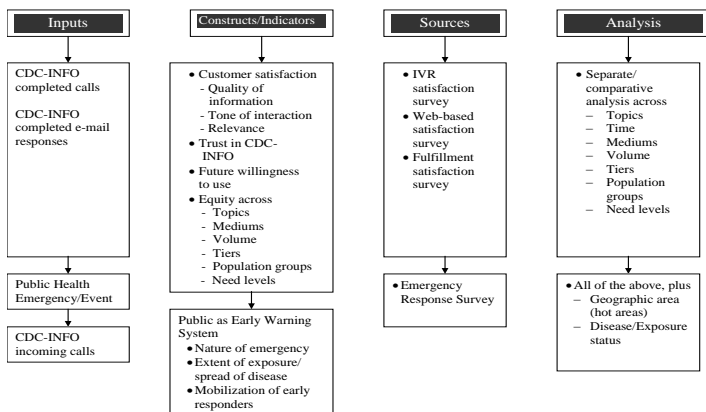 Inputs
CDC-INFO
completed calls
CDC-INFO
completed e-mail
responses
Public Health
Emergency/Event
CDC-INFO
incoming calls
Constructs/Indicators
• Customer satisfaction
- Quality of
information
- Tone of interaction
- Relevance
• Trust in CDC-
INFO
• Future willingness
to use
• Equity across
- Topics
- Mediums
- Volume
- Tiers
- Population groups
- Need levels
Public as Early Warning
System
• Nature of emergency
• Extent of exposure/
spread of disease
• Mobilization of early
responders
Sources
• IVR
satisfaction
survey
• Web-based
satisfaction
survey
• Fulfillment
satisfaction
survey
• Emergency
Response Survey
Analysis
• Separate/
comparative
analysis across
– Topics
– Time
– Mediums
– Volume
– Tiers
– Population
groups
– Need levels
• All of the above, plus
– Geographic area
(hot areas)
– Disease/Exposure
status